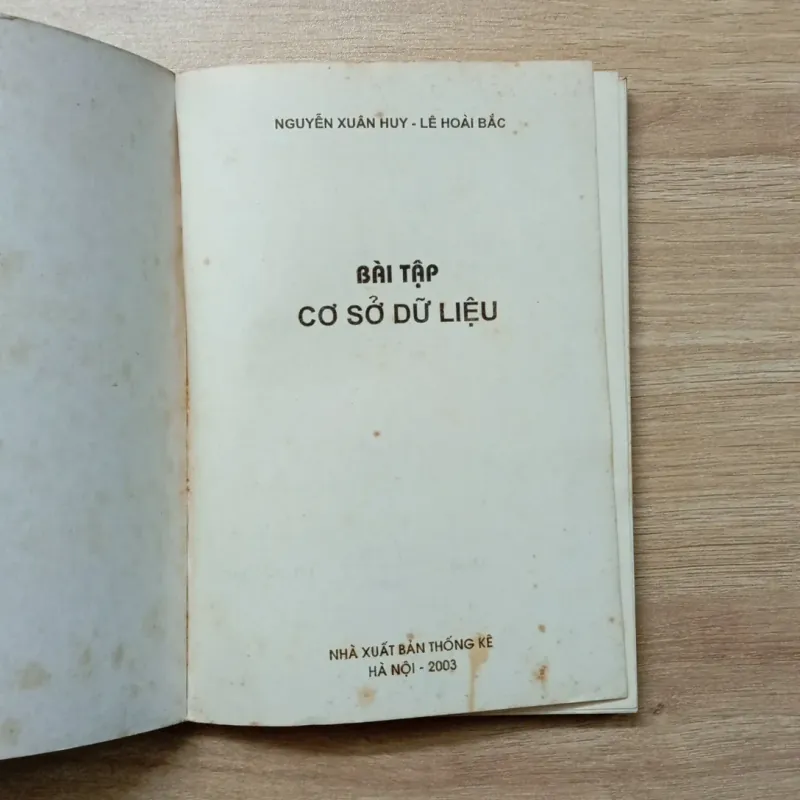 NGUYỄN XUÂN HUY - LÊ HOÀI BẮC
BÀI TẬP
CƠ SỞ DỮ LIỆU
NHÀ XUẤT BẢN THỐNG KÊ
HÀ NỘI - 2003